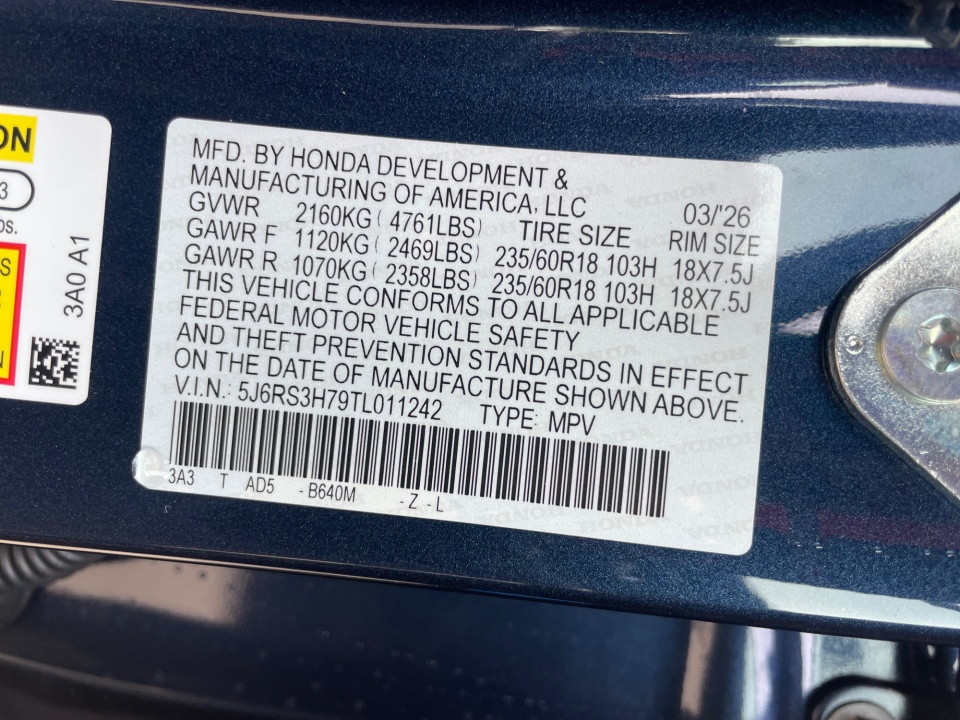 MFD. BY HONDA DEVELOPMENT &
MANUFACTURING OF AMERICA, LLC 03/'26
GVWR 2160KG ( 4761LBS) TIRE SIZE RIM SIZE
GAWR F 1120KG ( 2469LBS) 235/60R18 103H 18X7.5J
GAWR R 1070KG ( 2358LBS) 235/60R18 103H 18X7.5J
THIS VEHICLE CONFORMS TO ALL APPLICABLE
FEDERAL MOTOR VEHICLE SAFETY
AND THEFT PREVENTION STANDARDS IN EFFECT
ON THE DATE OF MANUFACTURE SHOWN ABOVE.
V.I.N.: 5J6RS3H79TL011242 TYPE: MPV
3A3 T AD5 -B640M -Z -L
3A0 A1